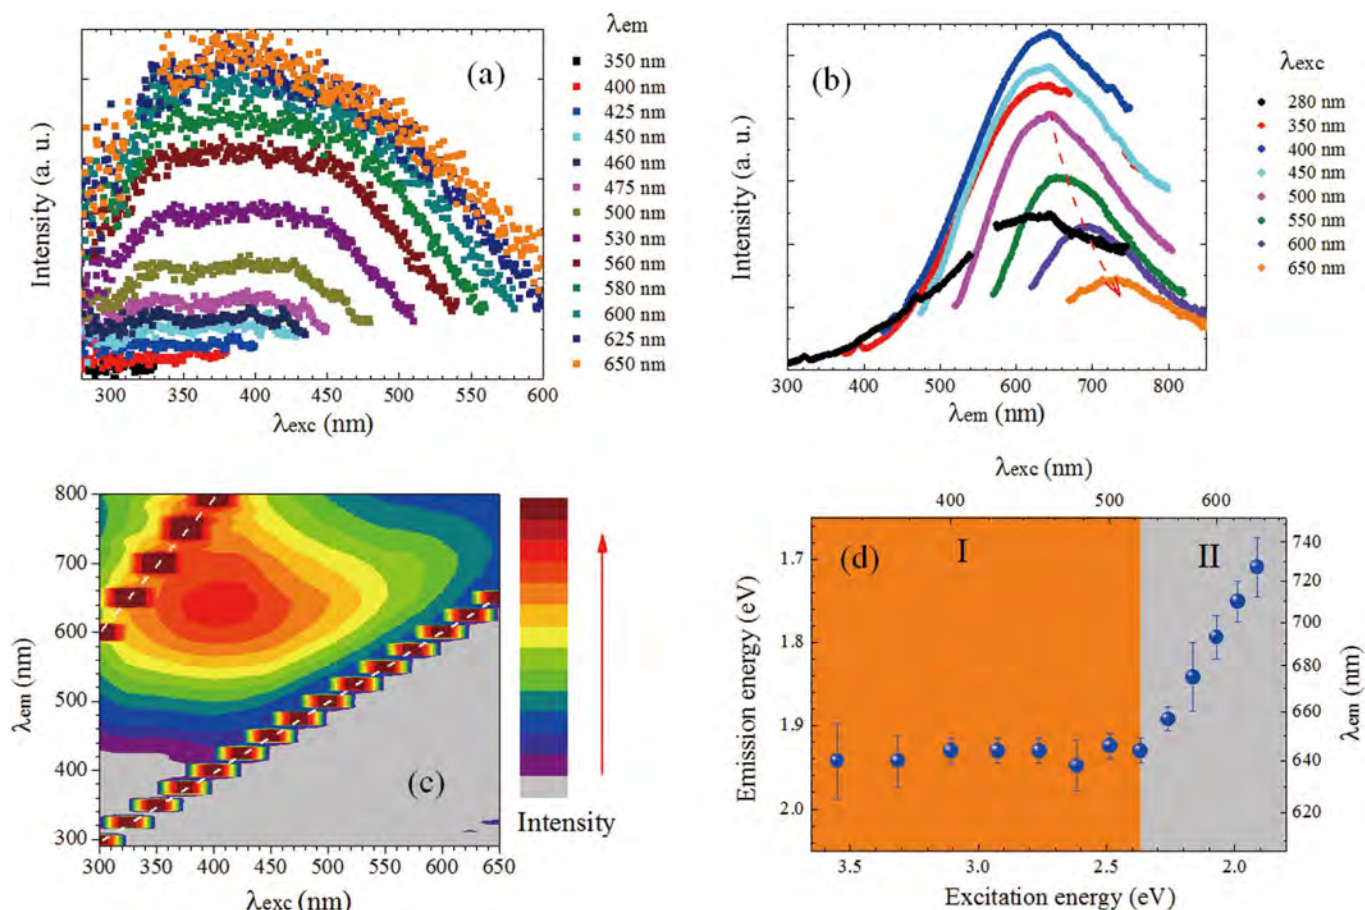 λem
350 nm
400 nm
425 nm
450 nm
460 nm
475 nm
500 nm
530 nm
560 nm
580 nm
600 nm
625 nm
650 nm
(a)
Intensity (a. u.)
300 350 400 450 500 550 600
λexc (nm)
(b)
λexc
280 nm
350 nm
400 nm
450 nm
500 nm
550 nm
600 nm
650 nm
Intensity (a. u.)
300 400 500 600 700 800
λem (nm)
800
700
600
500
400
300
λem (nm)
(c)
Intensity
300 350 400 450 500 550 600 650
λexc (nm)
λexc (nm)
400 500 600
(d)
I
II
1.7
1.8
1.9
2.0
Emission energy (eV)
740
720
700
680
660
640
620
λem (nm)
3.5 3.0 2.5 2.0
Excitation energy (eV)